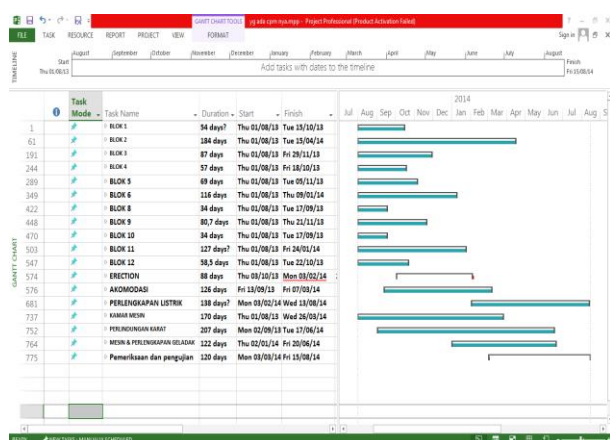 GANTT CHART TOOLS
yg ada cpm nya.mpp - Project Professional (Product Activation Failed)
FILE TASK RESOURCE REPORT PROJECT VIEW FORMAT Sign in
TIMELINE
August September October November December January February March April May June July August
Start
Thu 01/08/13
Add tasks with dates to the timeline
Finish
Fri 15/08/14
Task Mode Task Name Duration Start Finish
2014
Jul Aug Sep Oct Nov Dec Jan Feb Mar Apr May Jun Jul Aug S
GANTT CHART
1 BLOK 1 54 days? Thu 01/08/13 Tue 15/10/13
61 BLOK 2 184 days Thu 01/08/13 Tue 15/04/14
191 BLOK 3 87 days Thu 01/08/13 Fri 29/11/13
244 BLOK 4 57 days Thu 01/08/13 Fri 18/10/13
289 BLOK 5 69 days Thu 01/08/13 Tue 05/11/13
349 BLOK 6 116 days Thu 01/08/13 Thu 09/01/14
422 BLOK 8 34 days Thu 01/08/13 Tue 17/09/13
448 BLOK 9 80,7 days Thu 01/08/13 Thu 21/11/13
470 BLOK 10 34 days Thu 01/08/13 Tue 17/09/13
503 BLOK 11 127 days? Thu 01/08/13 Fri 24/01/14
547 BLOK 12 58,5 days Thu 01/08/13 Tue 22/10/13
574 ERECTION 88 days Thu 03/10/13 Mon 03/02/14
576 AKOMODASI 126 days Fri 13/09/13 Fri 07/03/14
681 PERLENGKAPAN LISTRIK 138 days? Mon 03/02/14 Wed 13/08/14
737 KAMAR MESIN 170 days Thu 01/08/13 Wed 26/03/14
752 PERLINDUNGAN KARAT 207 days Mon 02/09/13 Tue 17/06/14
764 MESIN & PERLENGKAPAN GELADAK 122 days Thu 02/01/14 Fri 20/06/14
775 Pemeriksaan dan pengujian 120 days Mon 03/03/14 Fri 15/08/14